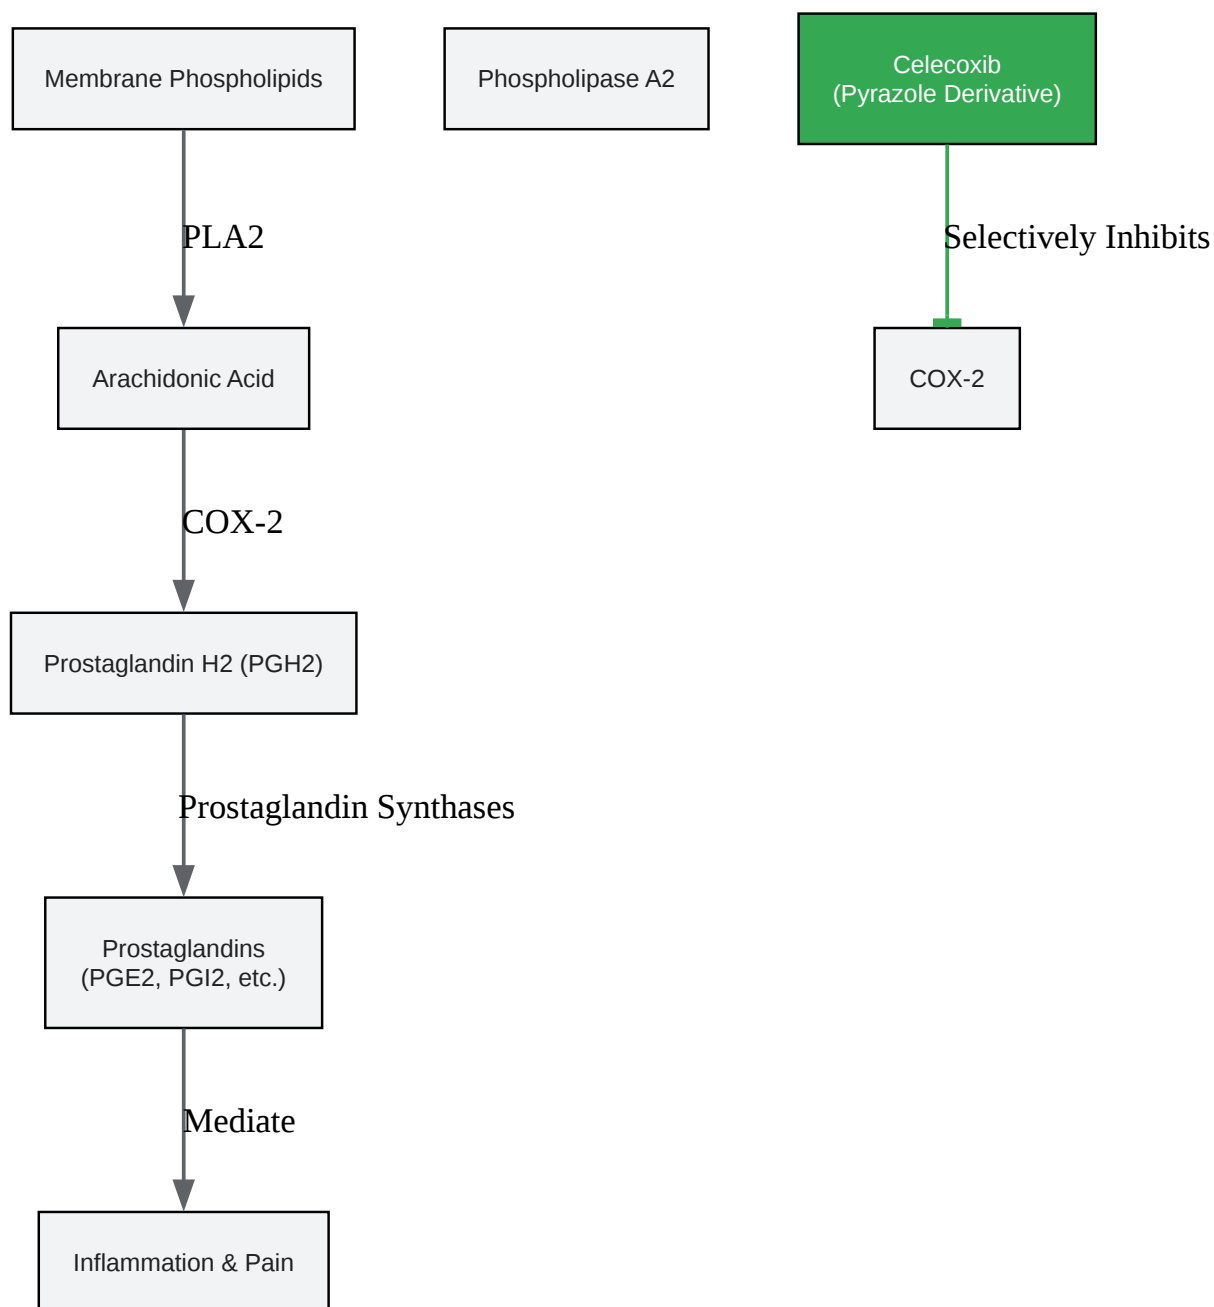 Membrane Phospholipids
Phospholipase A2
Celecoxib
(Pyrazole Derivative)
PLA2
Selectively Inhibits
Arachidonic Acid
COX-2
COX-2
Prostaglandin H2 (PGH2)
Prostaglandin Synthases
Prostaglandins
(PGE2, PGI2, etc.)
Mediate
Inflammation & Pain